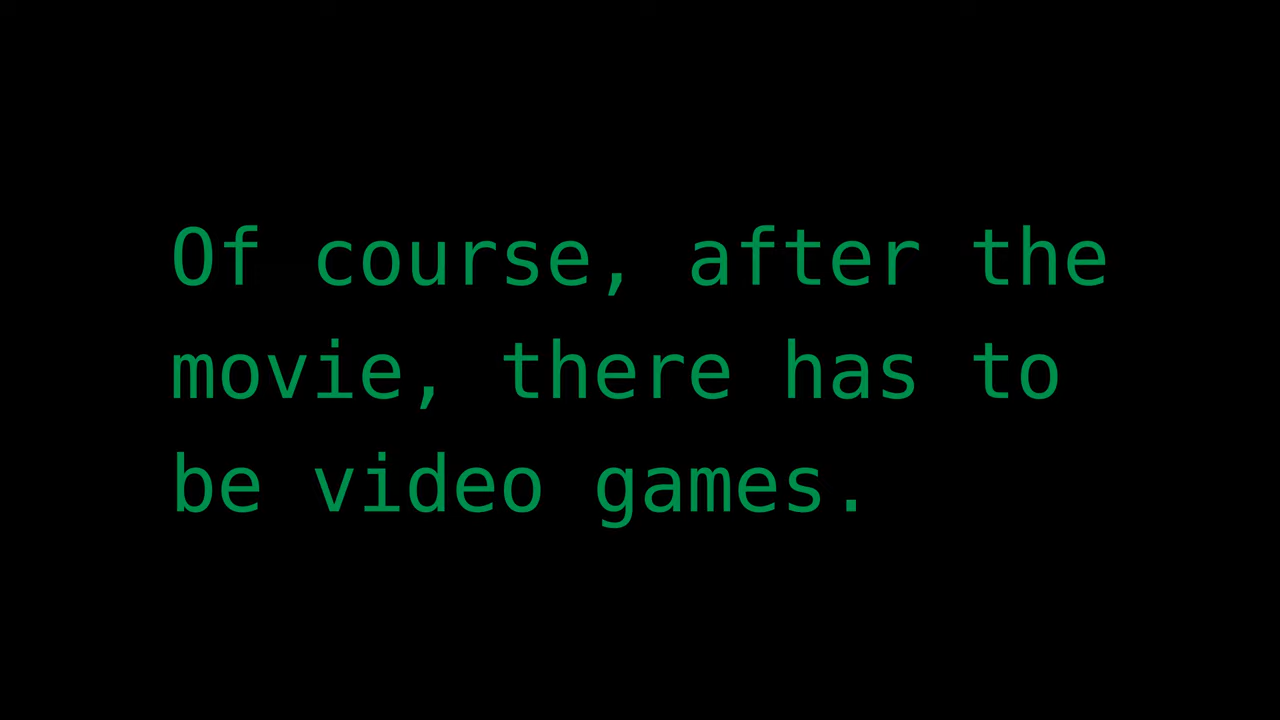 Of course, after the
movie, there has to
be video games.